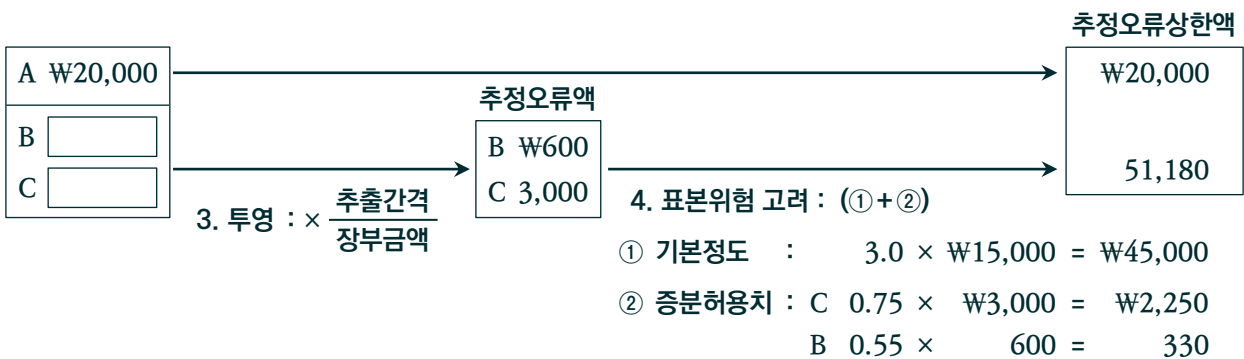 추정오류상한액
A ₩20,000
₩20,000
추정오류액
B
B ₩600
C
C 3,000
51,180
3. 투영 : × 추출간격
장부금액
4. 표본위험 고려 : (①+②)
① 기본정도 : 3.0 × ₩15,000 = ₩45,000
② 증분허용치 : C 0.75 × ₩3,000 = ₩2,250
B 0.55 × 600 = 330